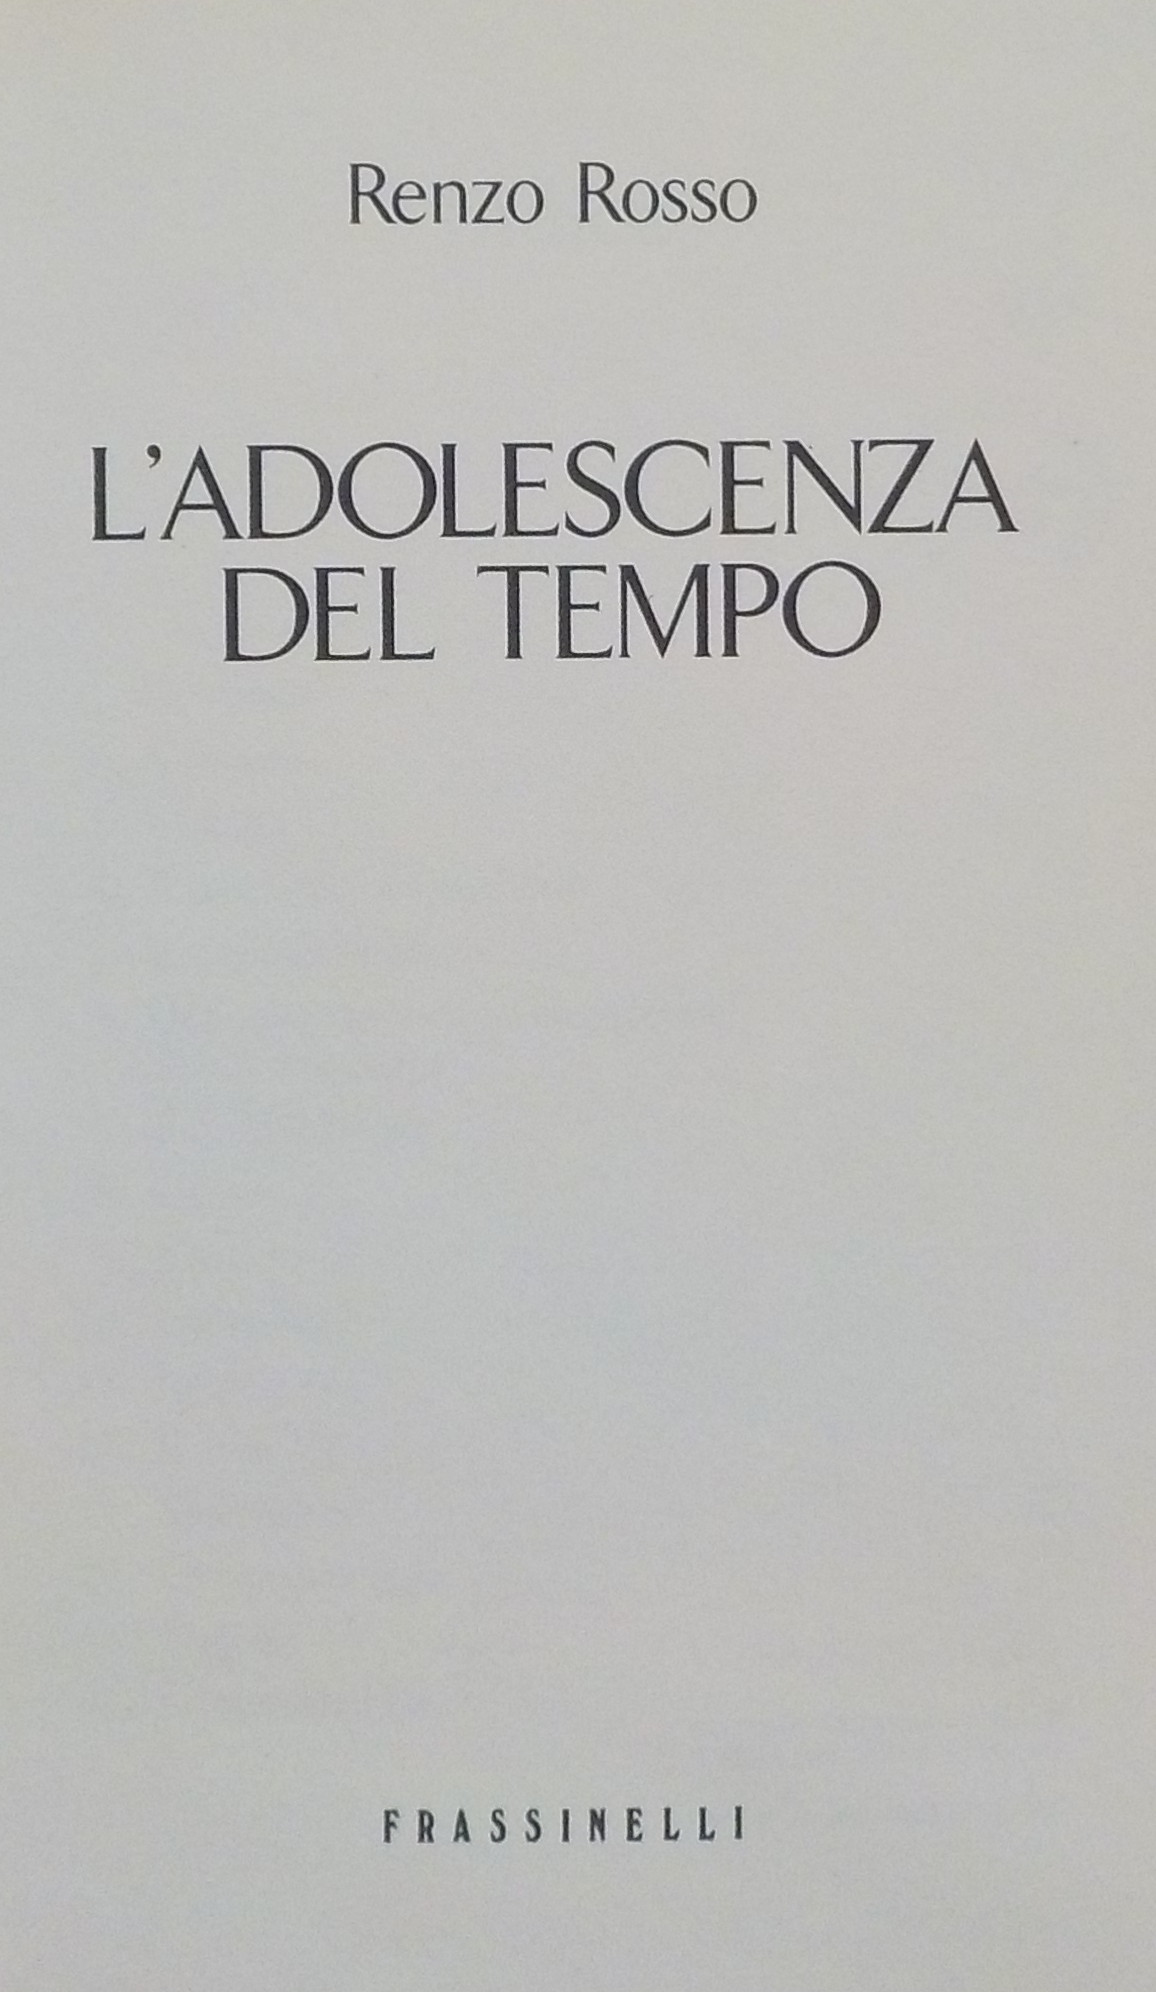 Renzo Rosso
L'ADOLESCENZA
DEL TEMPO
FRASSINELLI